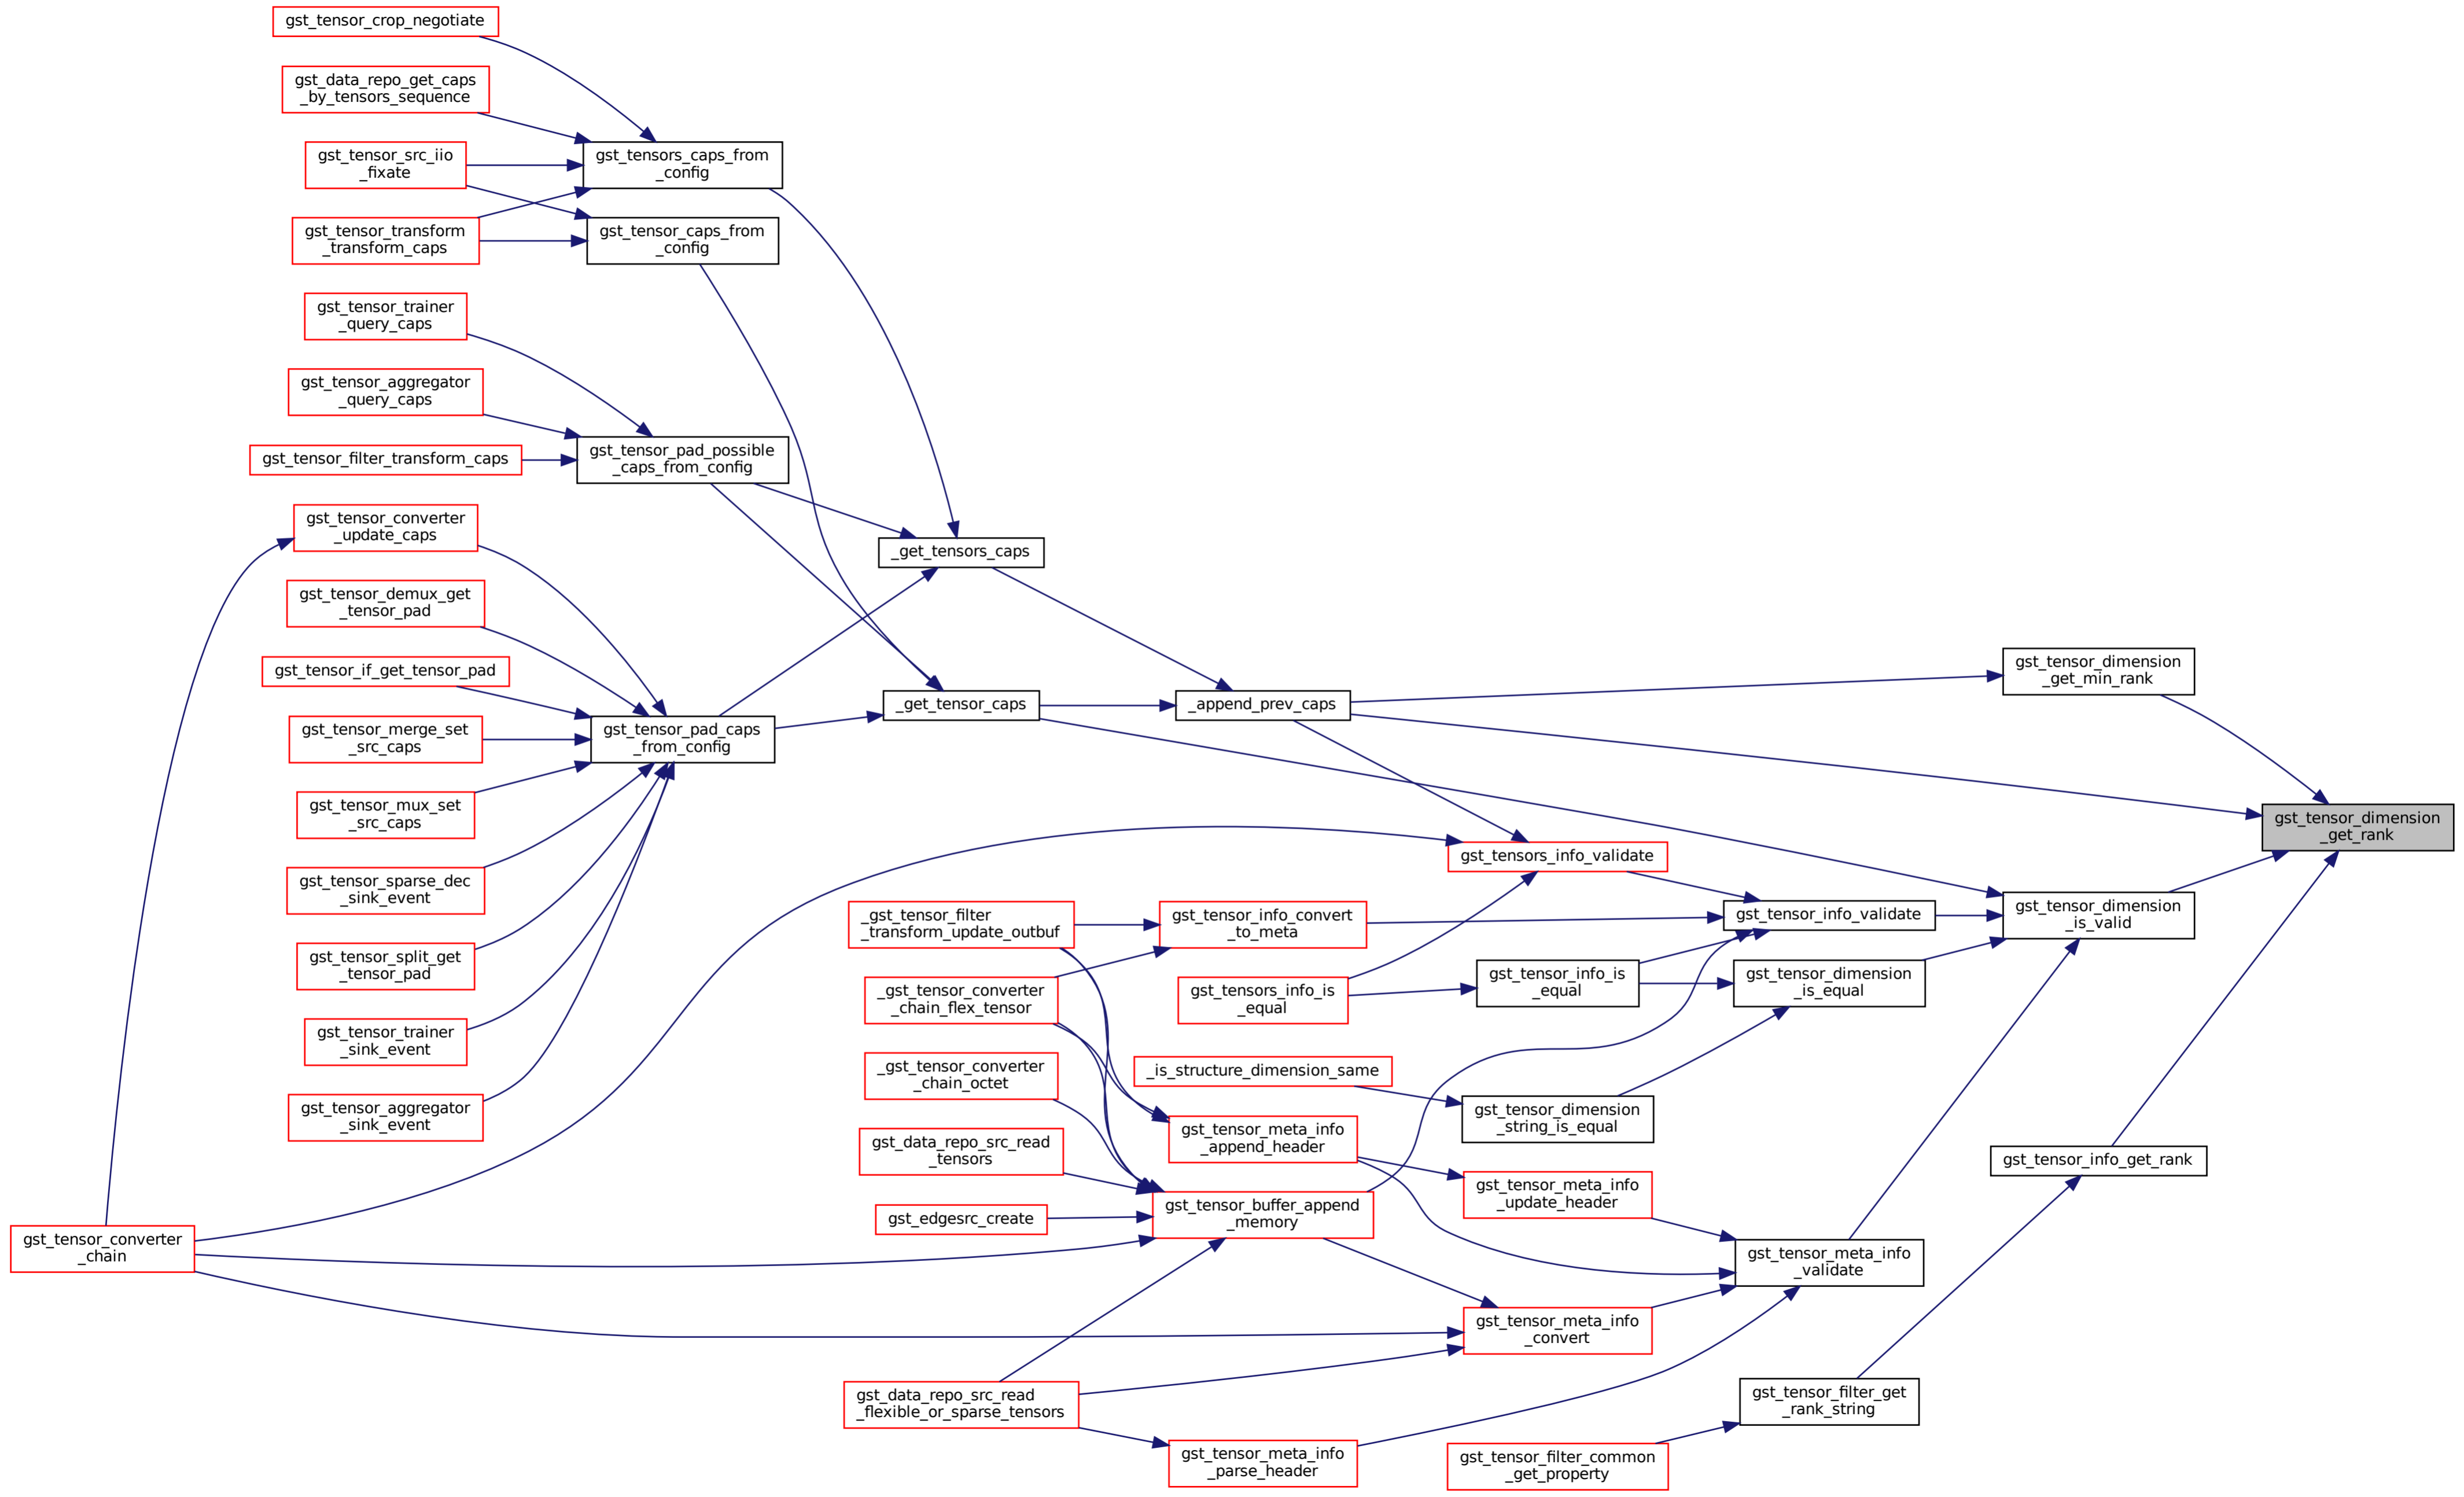 gst_tensor_crop_negotiate
gst_data_repo_get_caps
_by_tensors_sequence
gst_tensor_src_iio
_fixate
gst_tensor_transform
_transform_caps
gst_tensor_trainer
_query_caps
gst_tensor_aggregator
_query_caps
gst_tensor_filter_transform_caps
gst_tensor_converter
_update_caps
gst_tensor_demux_get
_tensor_pad
gst_tensor_if_get_tensor_pad
gst_tensor_merge_set
_src_caps
gst_tensor_mux_set
_src_caps
gst_tensor_sparse_dec
_sink_event
gst_tensor_split_get
_tensor_pad
gst_tensor_trainer
_sink_event
gst_tensor_aggregator
_sink_event
gst_tensor_converter
_chain
gst_tensors_caps_from
_config
gst_tensor_caps_from
_config
gst_tensor_pad_possible
_caps_from_config
gst_tensor_pad_caps
_from_config
_get_tensors_caps
_get_tensor_caps
_gst_tensor_filter
_transform_update_outbuf
_gst_tensor_converter
_chain_flex_tensor
_gst_tensor_converter
_chain_octet
gst_data_repo_src_read
_tensors
gst_edgesrc_create
gst_data_repo_src_read
_flexible_or_sparse_tensors
_append_prev_caps
gst_tensor_info_convert
_to_meta
gst_tensors_info_is
_equal
_is_structure_dimension_same
gst_tensor_meta_info
_append_header
gst_tensor_buffer_append
_memory
gst_tensor_meta_info
_parse_header
gst_tensors_info_validate
gst_tensor_info_is
_equal
gst_tensor_dimension
_string_is_equal
gst_tensor_meta_info
_update_header
gst_tensor_meta_info
_convert
gst_tensor_filter_common
_get_property
gst_tensor_info_validate
gst_tensor_dimension
_is_equal
gst_tensor_meta_info
_validate
gst_tensor_filter_get
_rank_string
gst_tensor_dimension
_get_min_rank
gst_tensor_dimension
_is_valid
gst_tensor_info_get_rank
gst_tensor_dimension
_get_rank